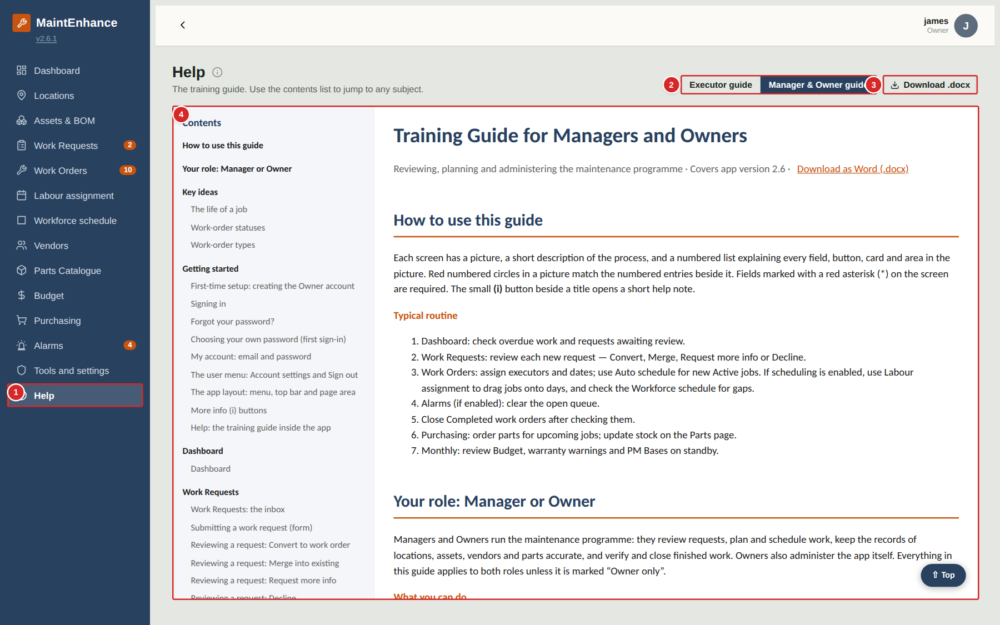 MaintEnhance
v2.6.1
Dashboard
Locations
Assets & BOM
Work Requests 2
Work Orders 10
Labour assignment
Workforce schedule
Vendors
Parts Catalogue
Budget
Purchasing
Alarms 4
Tools and settings
1 Help
james
Owner
J
Help
The training guide. Use the contents list to jump to any subject.
2 Executor guide Manager & Owner guide 3 Download .docx
4
Contents
How to use this guide
Your role: Manager or Owner
Key ideas
The life of a job
Work-order statuses
Work-order types
Getting started
First-time setup: creating the Owner account
Signing in
Forgot your password?
Choosing your own password (first sign-in)
My account: email and password
The user menu: Account settings and Sign out
The app layout: menu, top bar and page area
More info (i) buttons
Help: the training guide inside the app
Dashboard
Dashboard
Work Requests
Work Requests: the inbox
Submitting a work request (form)
Reviewing a request: Convert to work order
Reviewing a request: Merge into existing
Reviewing a request: Request more info
Reviewing a request: Decline
Training Guide for Managers and Owners
Reviewing, planning and administering the maintenance programme · Covers app version 2.6 · Download as Word (.docx)
How to use this guide
Each screen has a picture, a short description of the process, and a numbered list explaining every field, button, card and area in the
picture. Red numbered circles in a picture match the numbered entries beside it. Fields marked with a red asterisk (*) on the screen
are required. The small (i) button beside a title opens a short help note.
Typical routine
1. Dashboard: check overdue work and requests awaiting review.
2. Work Requests: review each new request — Convert, Merge, Request more info or Decline.
3. Work Orders: assign executors and dates; use Auto schedule for new Active jobs. If scheduling is enabled, use Labour
assignment to drag jobs onto days, and check the Workforce schedule for gaps.
4. Alarms (if enabled): clear the open queue.
5. Close Completed work orders after checking them.
6. Purchasing: order parts for upcoming jobs; update stock on the Parts page.
7. Monthly: review Budget, warranty warnings and PM Bases on standby.
Your role: Manager or Owner
Managers and Owners run the maintenance programme: they review requests, plan and schedule work, keep the records of
locations, assets, vendors and parts accurate, and verify and close finished work. Owners also administer the app itself. Everything in
this guide applies to both roles unless it is marked “Owner only”.
What you can do
⇧ Top